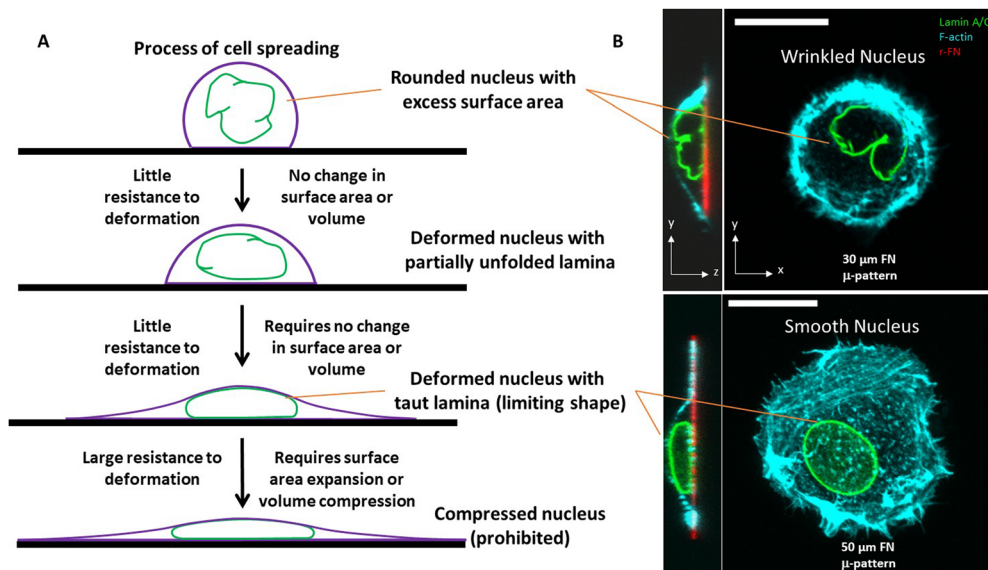 A
Process of cell spreading
Rounded nucleus with
excess surface area
Little
resistance to
deformation
No change in
surface area or
volume
Deformed nucleus with
partially unfolded lamina
Little
resistance to
deformation
Requires no change
in surface area or
volume
Deformed nucleus with
taut lamina (limiting shape)
Large resistance to
deformation
Requires surface
area expansion or
volume compression
Compressed nucleus
(prohibited)
B
Lamin A/C
F-actin
r-FN
Wrinkled Nucleus
y
z
y
x
30 µm FN
µ-pattern
Smooth Nucleus
50 µm FN
µ-pattern